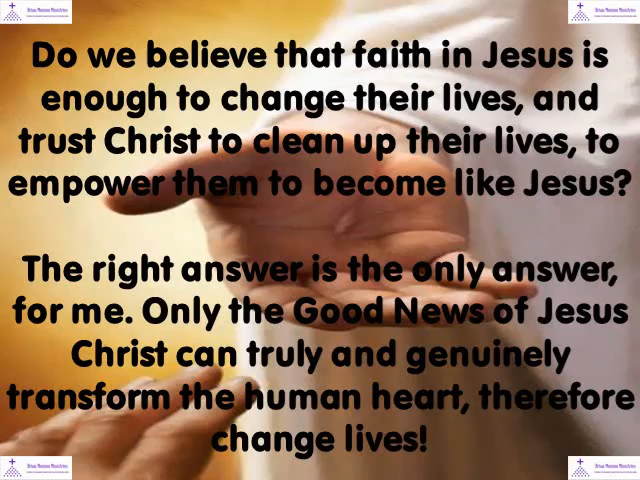 Do we believe that faith in Jesus is
enough to change their lives, and
trust Christ to clean up their lives, to
empower them to become like Jesus?
The right answer is the only answer,
for me. Only the Good News of Jesus
Christ can truly and genuinely
transform the human heart, therefore
change lives!